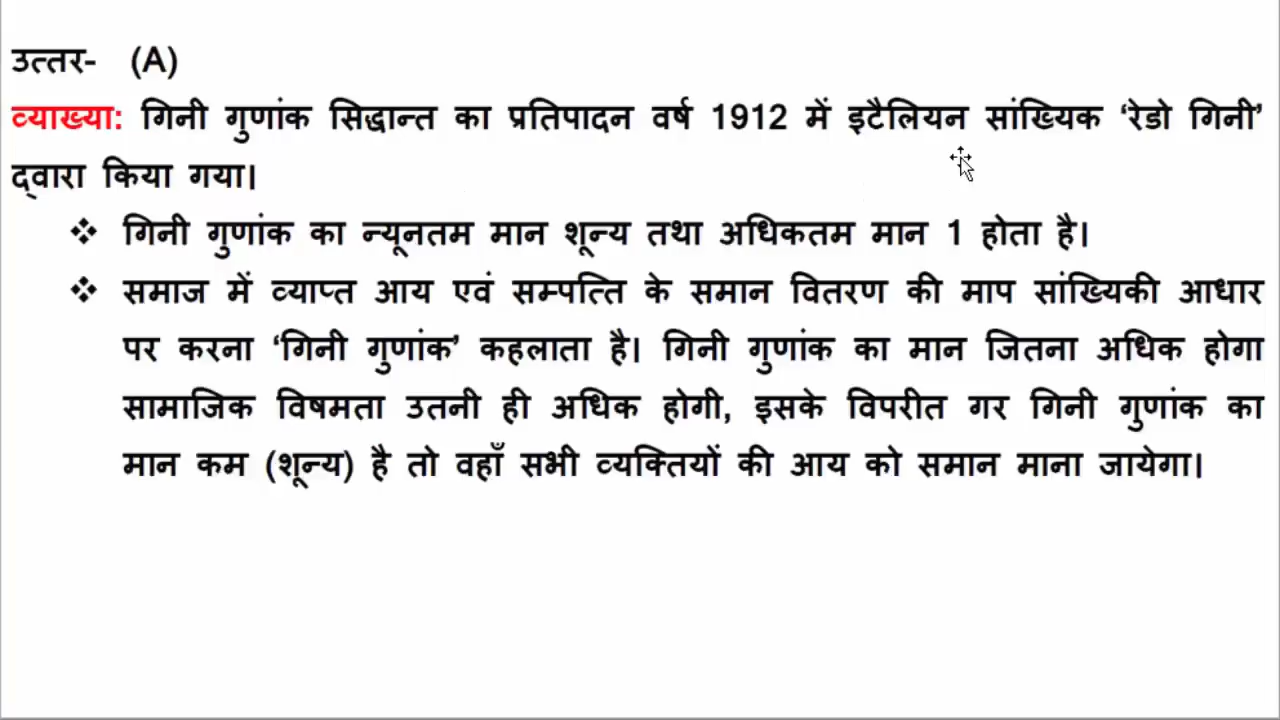 उत्तर- (A)
व्याख्या: गिनी गुणांक सिद्धान्त का प्रतिपादन वर्ष 1912 में इटैलियन सांख्यिक ‘रेडो गिनी’
द्वारा किया गया।
❖ गिनी गुणांक का न्यूनतम मान शून्य तथा अधिकतम मान 1 होता है।
❖ समाज में व्याप्त आय एवं सम्पत्ति के समान वितरण की माप सांख्यिकी आधार
पर करना ‘गिनी गुणांक’ कहलाता है। गिनी गुणांक का मान जितना अधिक होगा
सामाजिक विषमता उतनी ही अधिक होगी, इसके विपरीत गर गिनी गुणांक का
मान कम (शून्य) है तो वहाँ सभी व्यक्तियों की आय को समान माना जायेगा।